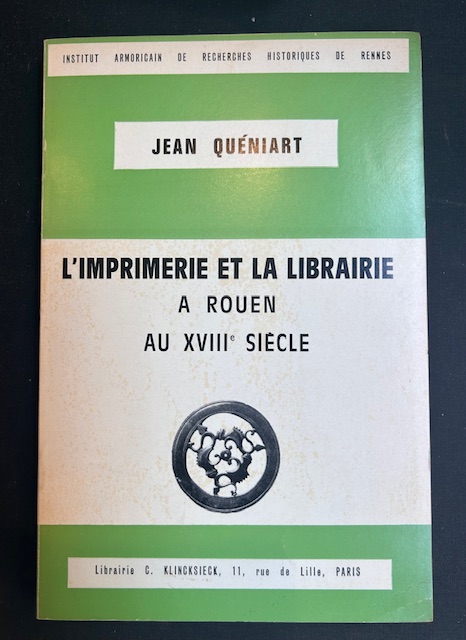 INSTITUT ARMORICAIN DE RECHERCHES HISTORIQUES DE RENNES
JEAN QUÉNIART
L'IMPRIMERIE ET LA LIBRAIRIE
A ROUEN
AU XVIIIe SIÈCLE
Librairie C. KLINCKSIECK, 11, rue de Lille, PARIS